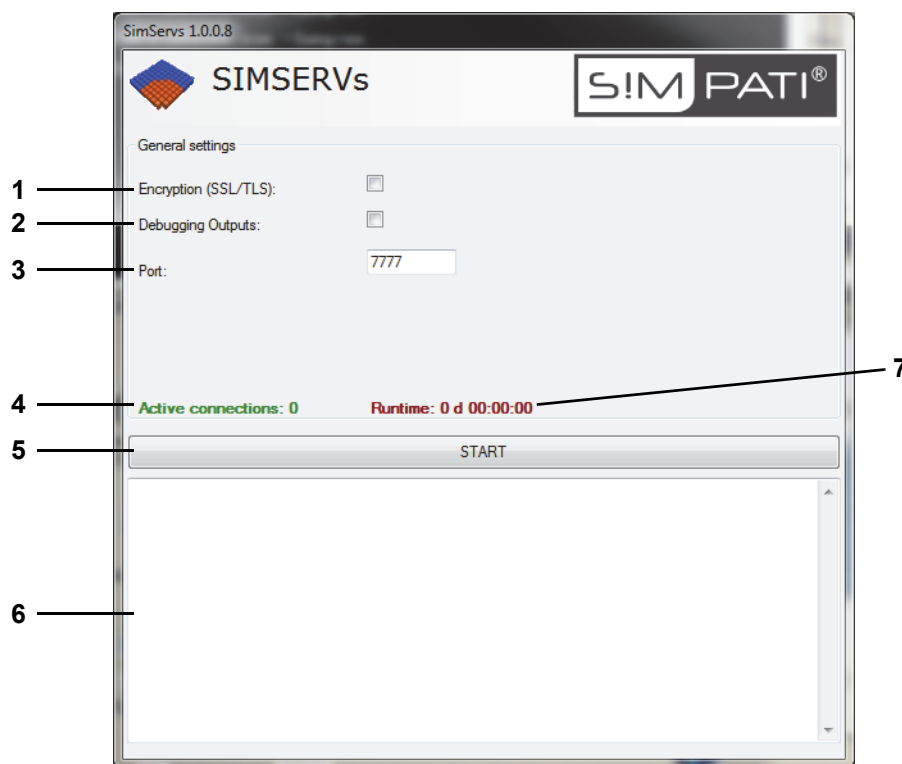 SimServs 1.0.0.8
SIMSERVs
S!M PATI®
General settings
1 Encryption (SSL/TLS):
2 Debugging Outputs:
3 Port: 7777
7
4 Active connections: 0 Runtime: 0 d 00:00:00
5 START
6